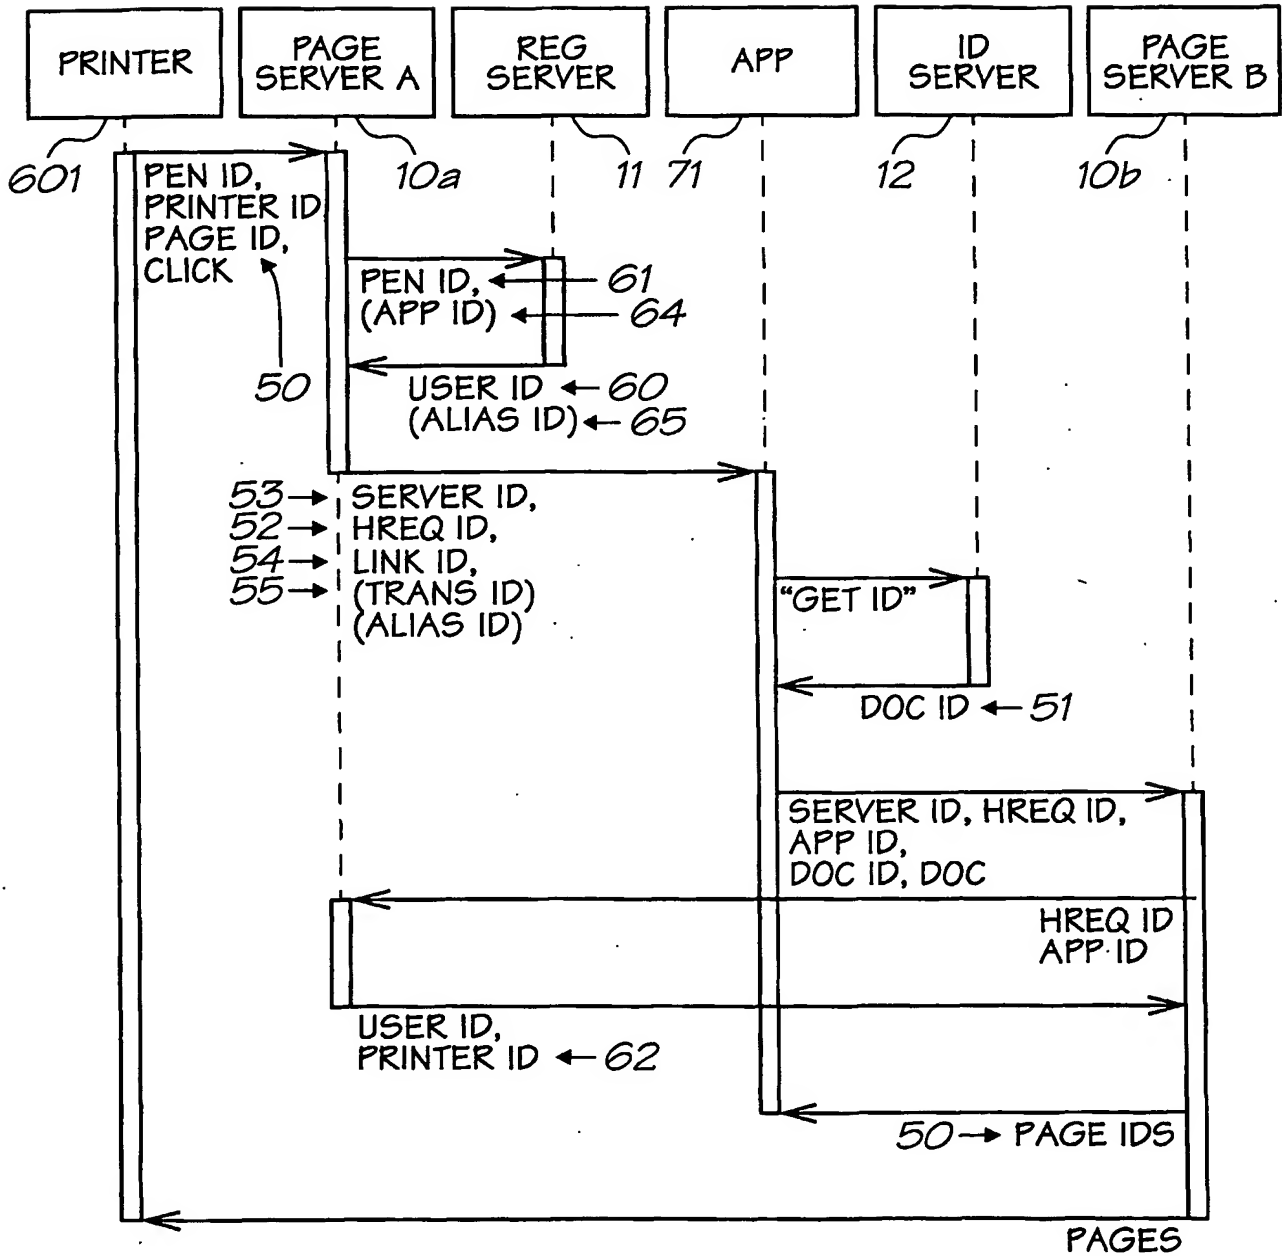 PRINTER
PAGE
SERVER A
REG
SERVER
APP
ID
SERVER
PAGE
SERVER B
601
10a
11
71
12
10b
PEN ID,
PRINTER ID
PAGE ID,
CLICK
50
PEN ID, 61
(APP ID) 64
USER ID 60
(ALIAS ID) 65
53 SERVER ID,
52 HREQ ID,
54 LINK ID,
55 (TRANS ID)
(ALIAS ID)
"GET ID"
DOC ID 51
SERVER ID, HREQ ID,
APP ID,
DOC ID, DOC
HREQ ID
APP ID
USER ID,
PRINTER ID 62
50 PAGE IDS
PAGES